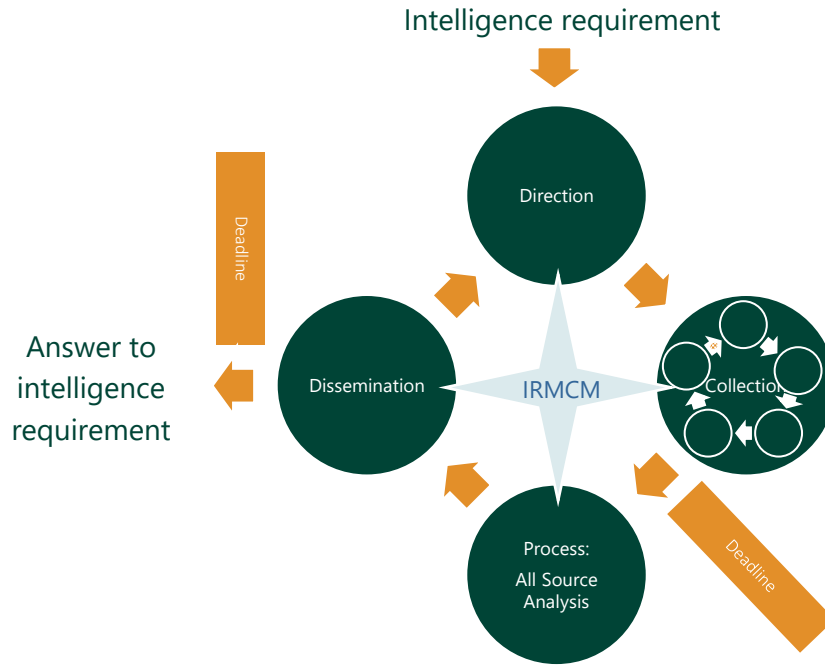 Intelligence requirement
Direction
Deadline
Answer to
intelligence
requirement
Dissemination
IRMCM
Collection
Process:
All Source
Analysis
Deadline